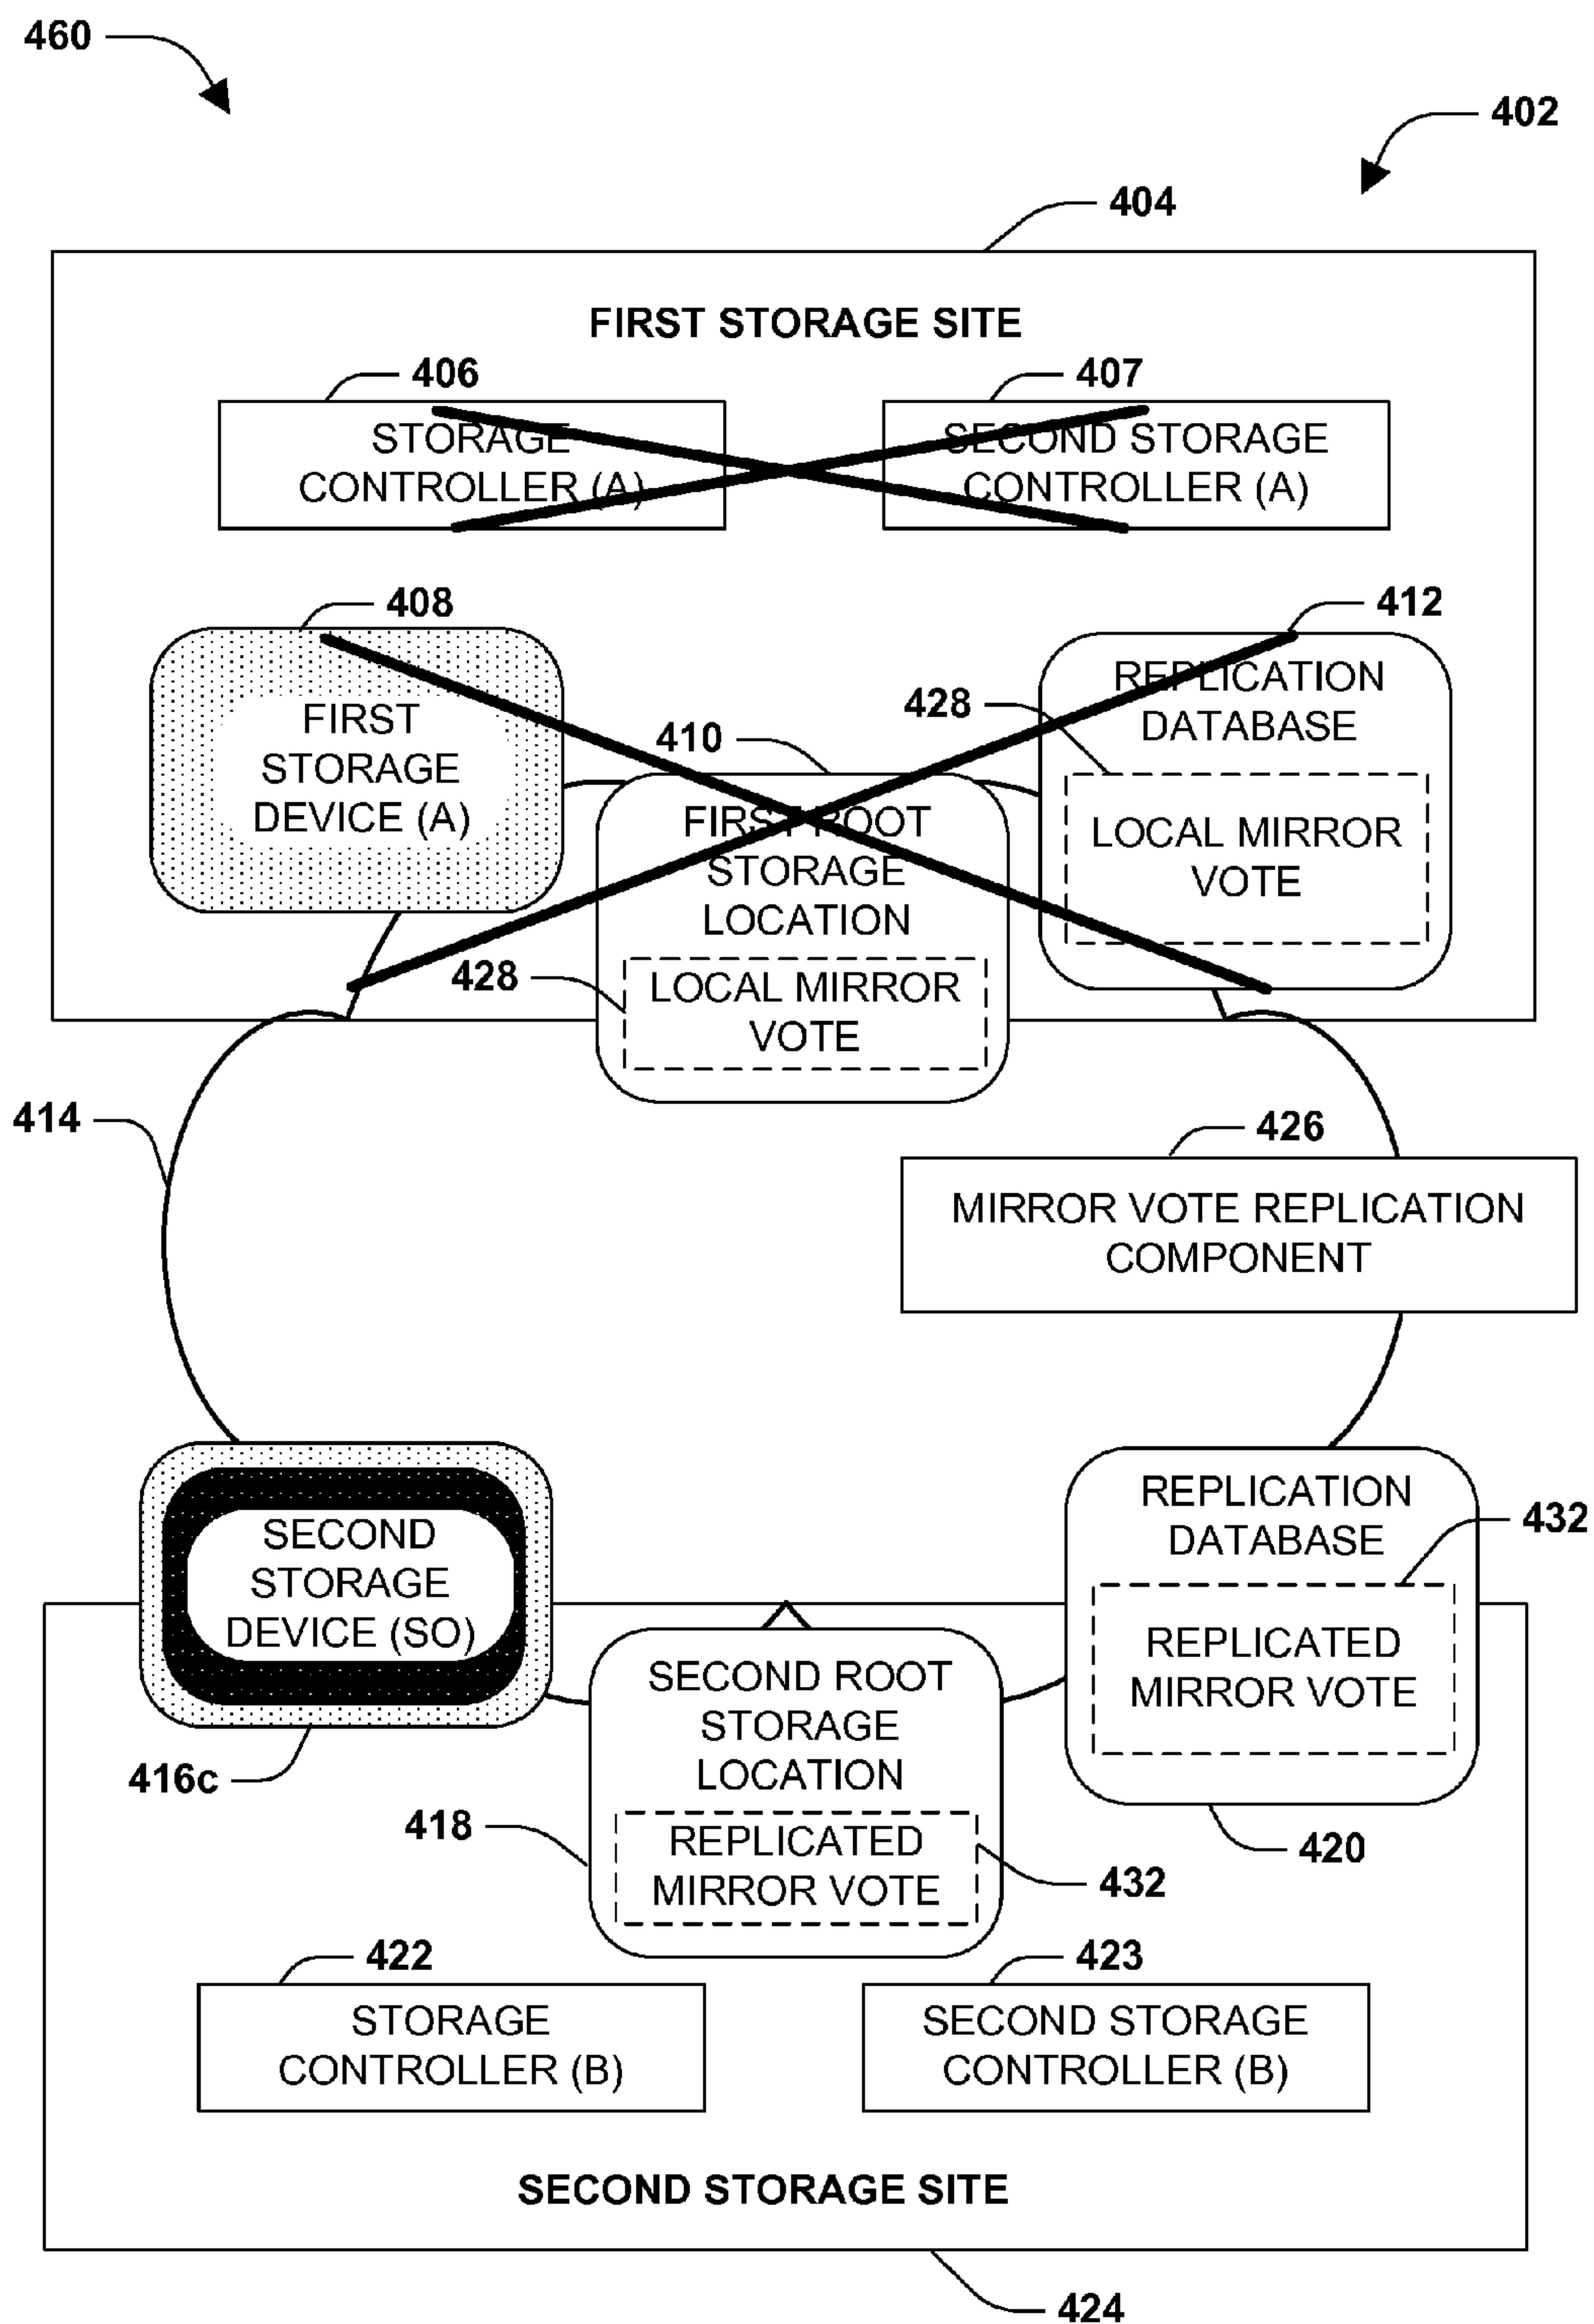 460
402
404
FIRST STORAGE SITE
406
407
STORAGE
CONTROLLER (A)
SECOND STORAGE
CONTROLLER (A)
408
412
FIRST
STORAGE
DEVICE (A)
410
428
REPLICATION
DATABASE
LOCAL MIRROR
VOTE
FIRST ROOT
STORAGE
LOCATION
428
LOCAL MIRROR
VOTE
414
426
MIRROR VOTE REPLICATION
COMPONENT
SECOND
STORAGE
DEVICE (SO)
416c
REPLICATION
DATABASE
432
REPLICATED
MIRROR VOTE
420
SECOND ROOT
STORAGE
LOCATION
418
REPLICATED
MIRROR VOTE
432
422
423
STORAGE
CONTROLLER (B)
SECOND STORAGE
CONTROLLER (B)
SECOND STORAGE SITE
424